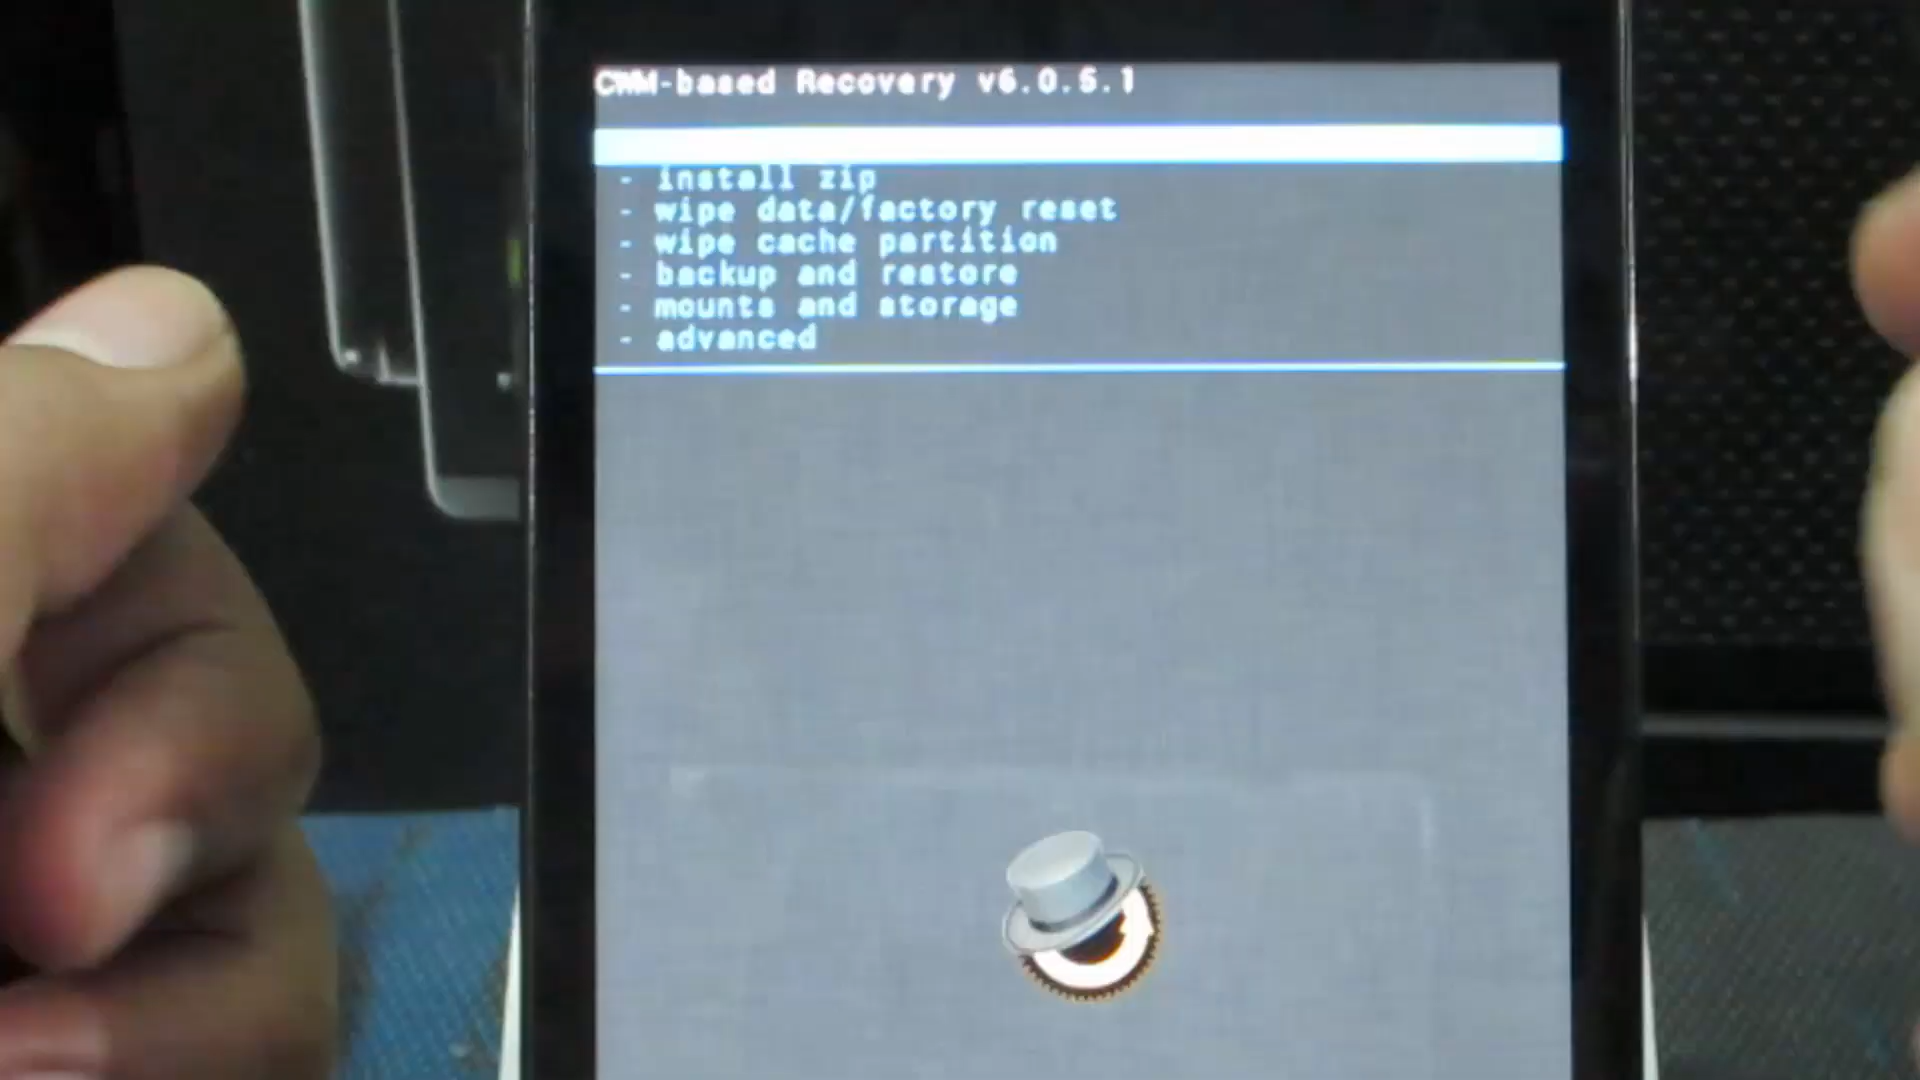 CWM-based Recovery v6.0.5.1
- install zip
- wipe data/factory reset
- wipe cache partition
- backup and restore
- mounts and storage
- advanced